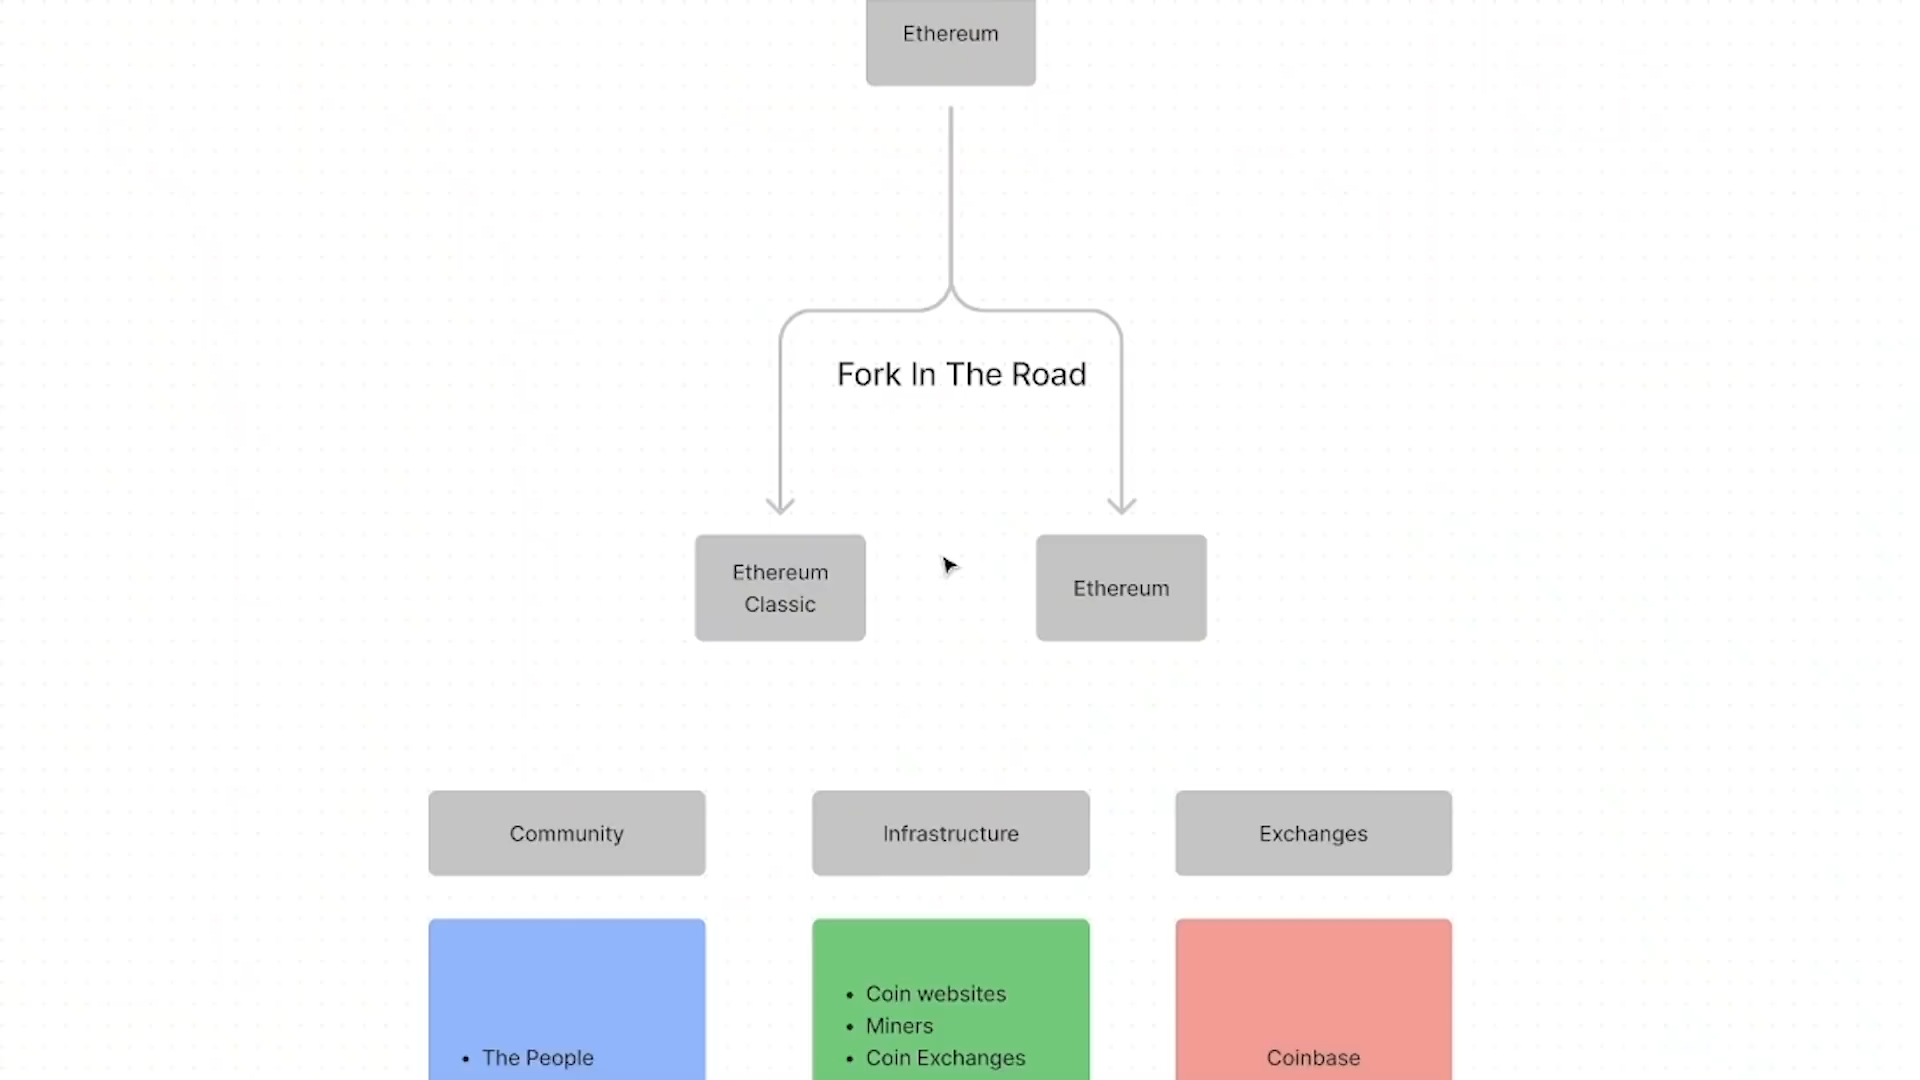 Ethereum
Fork In The Road
Ethereum
Classic
Ethereum
Community
Infrastructure
Exchanges
• The People
• Coin websites
• Miners
• Coin Exchanges
Coinbase